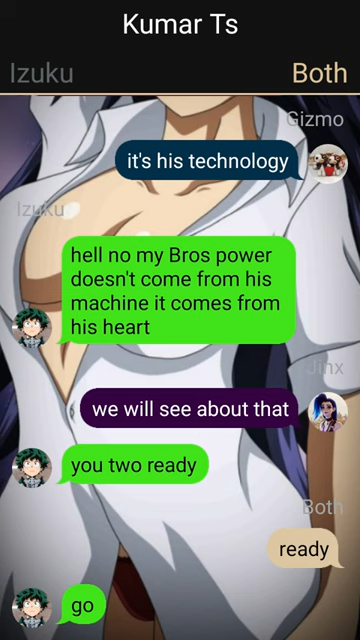 Kumar Ts
Izuku
Both
Gizmo
it's his technology
Izuku
hell no my Bros power
doesn't come from his
machine it comes from
his heart
Jinx
we will see about that
you two ready
Both
ready
go